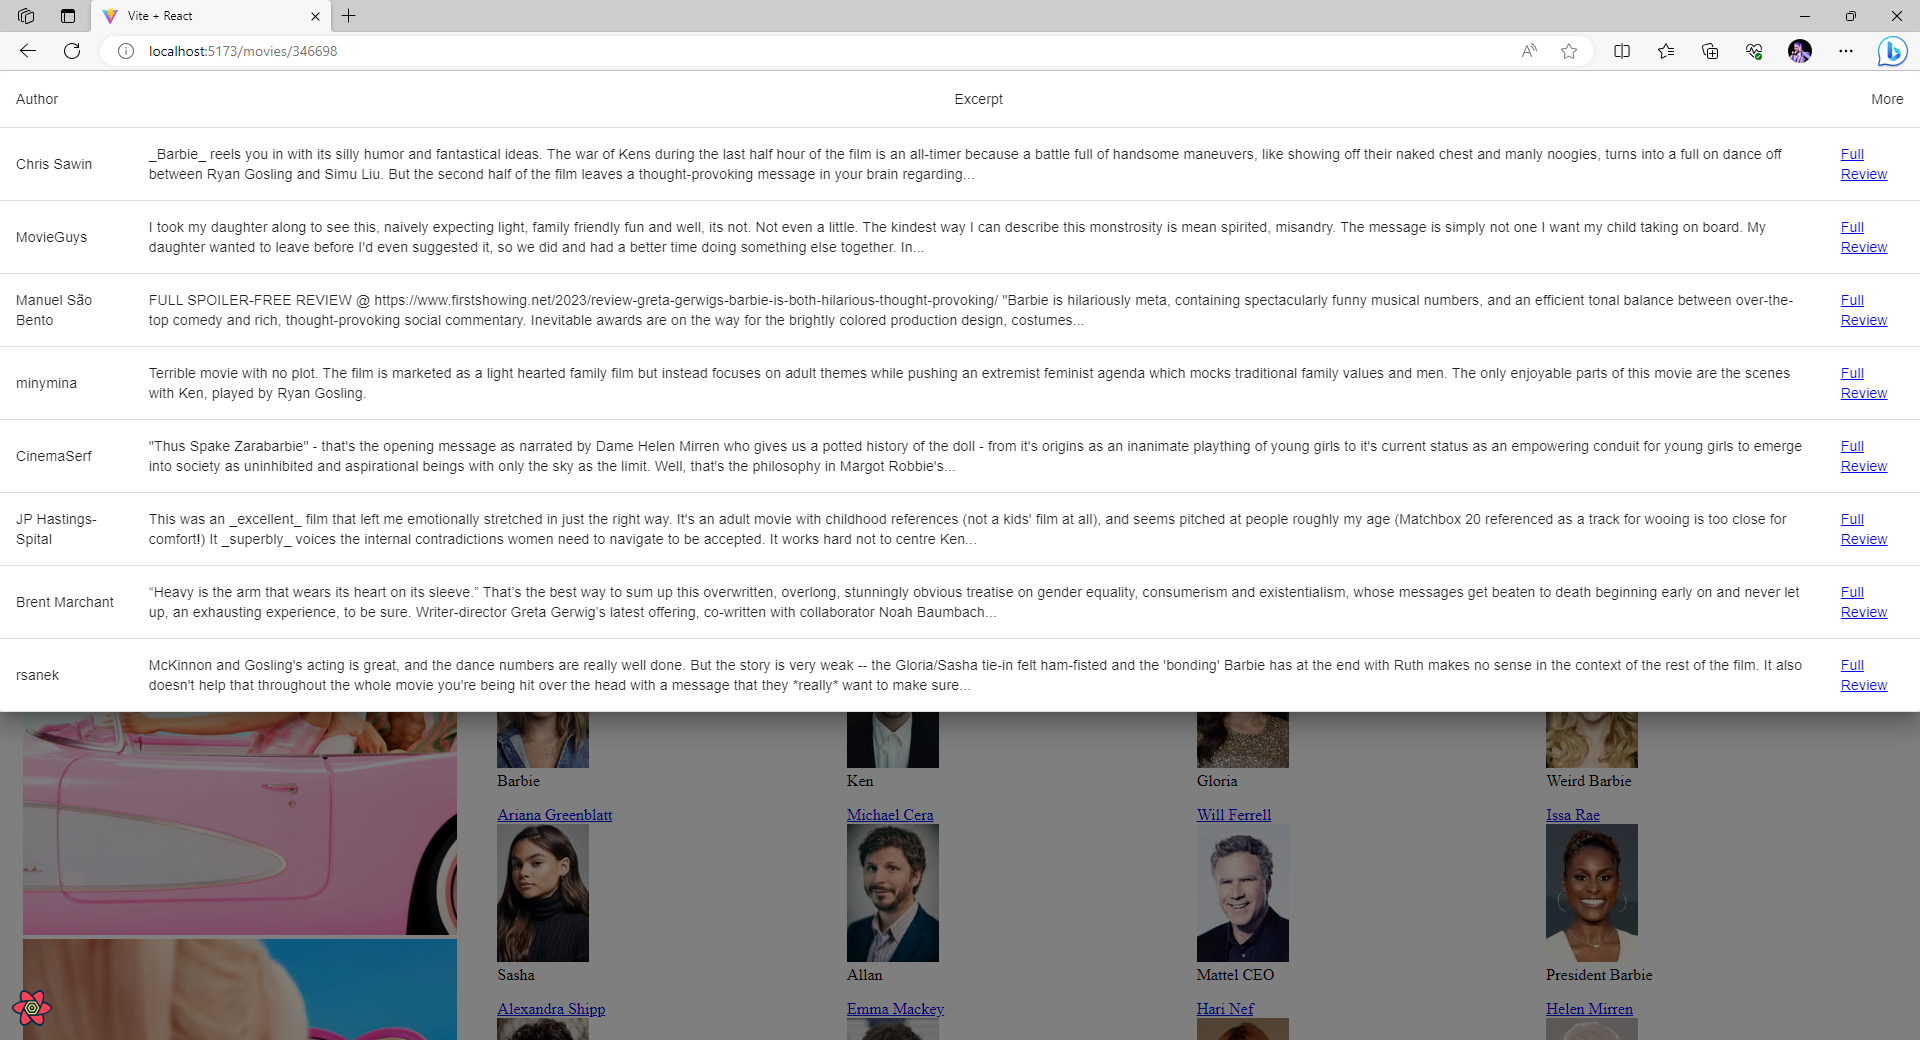 Vite + React
localhost:5173/movies/346698
Author Excerpt More
Chris Sawin
_Barbie_ reels you in with its silly humor and fantastical ideas. The war of Kens during the last half hour of the film is an all-timer because a battle full of handsome maneuvers, like showing off their naked chest and manly noogies, turns into a full on dance off
between Ryan Gosling and Simu Liu. But the second half of the film leaves a thought-provoking message in your brain regarding...
Full
Review
MovieGuys
I took my daughter along to see this, naively expecting light, family friendly fun and well, its not. Not even a little. The kindest way I can describe this monstrosity is mean spirited, misandry. The message is simply not one I want my child taking on board. My
daughter wanted to leave before I'd even suggested it, so we did and had a better time doing something else together. In...
Full
Review
Manuel São
Bento
FULL SPOILER-FREE REVIEW @ https://www.firstshowing.net/2023/review-greta-gerwigs-barbie-is-both-hilarious-thought-provoking/ "Barbie is hilariously meta, containing spectacularly funny musical numbers, and an efficient tonal balance between over-the-
top comedy and rich, thought-provoking social commentary. Inevitable awards are on the way for the brightly colored production design, costumes...
Full
Review
minymina
Terrible movie with no plot. The film is marketed as a light hearted family film but instead focuses on adult themes while pushing an extremist feminist agenda which mocks traditional family values and men. The only enjoyable parts of this movie are the scenes
with Ken, played by Ryan Gosling.
Full
Review
CinemaSerf
"Thus Spake Zarabarbie" - that's the opening message as narrated by Dame Helen Mirren who gives us a potted history of the doll - from it's origins as an inanimate plaything of young girls to it's current status as an empowering conduit for young girls to emerge
into society as uninhibited and aspirational beings with only the sky as the limit. Well, that's the philosophy in Margot Robbie's...
Full
Review
JP Hastings-
Spital
This was an _excellent_ film that left me emotionally stretched in just the right way. It's an adult movie with childhood references (not a kids' film at all), and seems pitched at people roughly my age (Matchbox 20 referenced as a track for wooing is too close for
comfort!) It _superbly_ voices the internal contradictions women need to navigate to be accepted. It works hard not to centre Ken...
Full
Review
Brent Marchant
“Heavy is the arm that wears its heart on its sleeve.” That’s the best way to sum up this overwritten, overlong, stunningly obvious treatise on gender equality, consumerism and existentialism, whose messages get beaten to death beginning early on and never let
up, an exhausting experience, to be sure. Writer-director Greta Gerwig’s latest offering, co-written with collaborator Noah Baumbach...
Full
Review
rsanek
McKinnon and Gosling's acting is great, and the dance numbers are really well done. But the story is very weak -- the Gloria/Sasha tie-in felt ham-fisted and the 'bonding' Barbie has at the end with Ruth makes no sense in the context of the rest of the film. It also
doesn't help that throughout the whole movie you're being hit over the head with a message that they *really* want to make sure...
Full
Review
Barbie Ken Gloria Weird Barbie
Ariana Greenblatt Michael Cera Will Ferrell Issa Rae
Sasha Allan Mattel CEO President Barbie
Alexandra Shipp Emma Mackey Hari Nef Helen Mirren